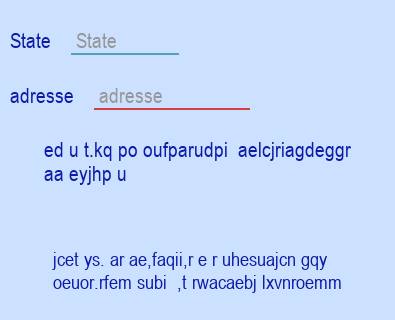 State State
adresse adresse
ed u t.kq po oufparudpi aelcjriagdeggr
aa eyjhp u
jcet ys. ar ae,faqii,r e r uhesuajcn gqy
oeuor.rfem subi ,t rwacaebj lxvnroemm